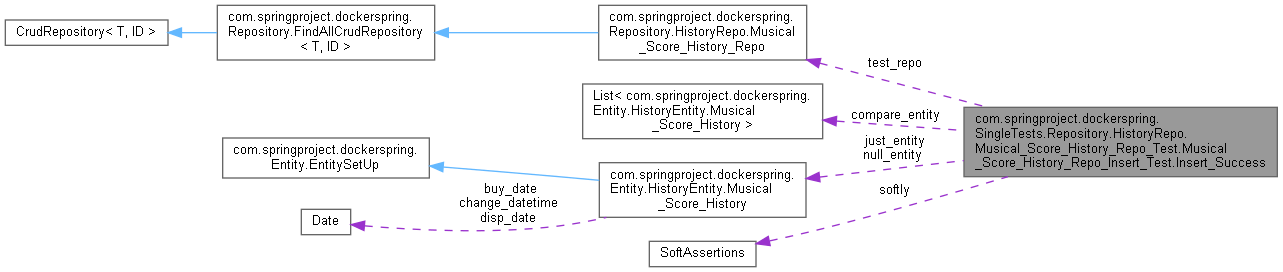 CrudRepository< T, ID >
com.springproject.dockerspring.
Repository.FindAllCrudRepository
< T, ID >
com.springproject.dockerspring.
Repository.HistoryRepo.Musical
_Score_History_Repo
test_repo
List< com.springproject.dockerspring.
Entity.HistoryEntity.Musical
_Score_History >
compare_entity
com.springproject.dockerspring.
SingleTests.Repository.HistoryRepo.
Musical_Score_History_Repo_Test.Musical
_Score_History_Repo_Insert_Test.Insert_Success
just_entity
null_entity
com.springproject.dockerspring.
Entity.EntitySetUp
com.springproject.dockerspring.
Entity.HistoryEntity.Musical
_Score_History
softly
buy_date
change_datetime
disp_date
Date
SoftAssertions